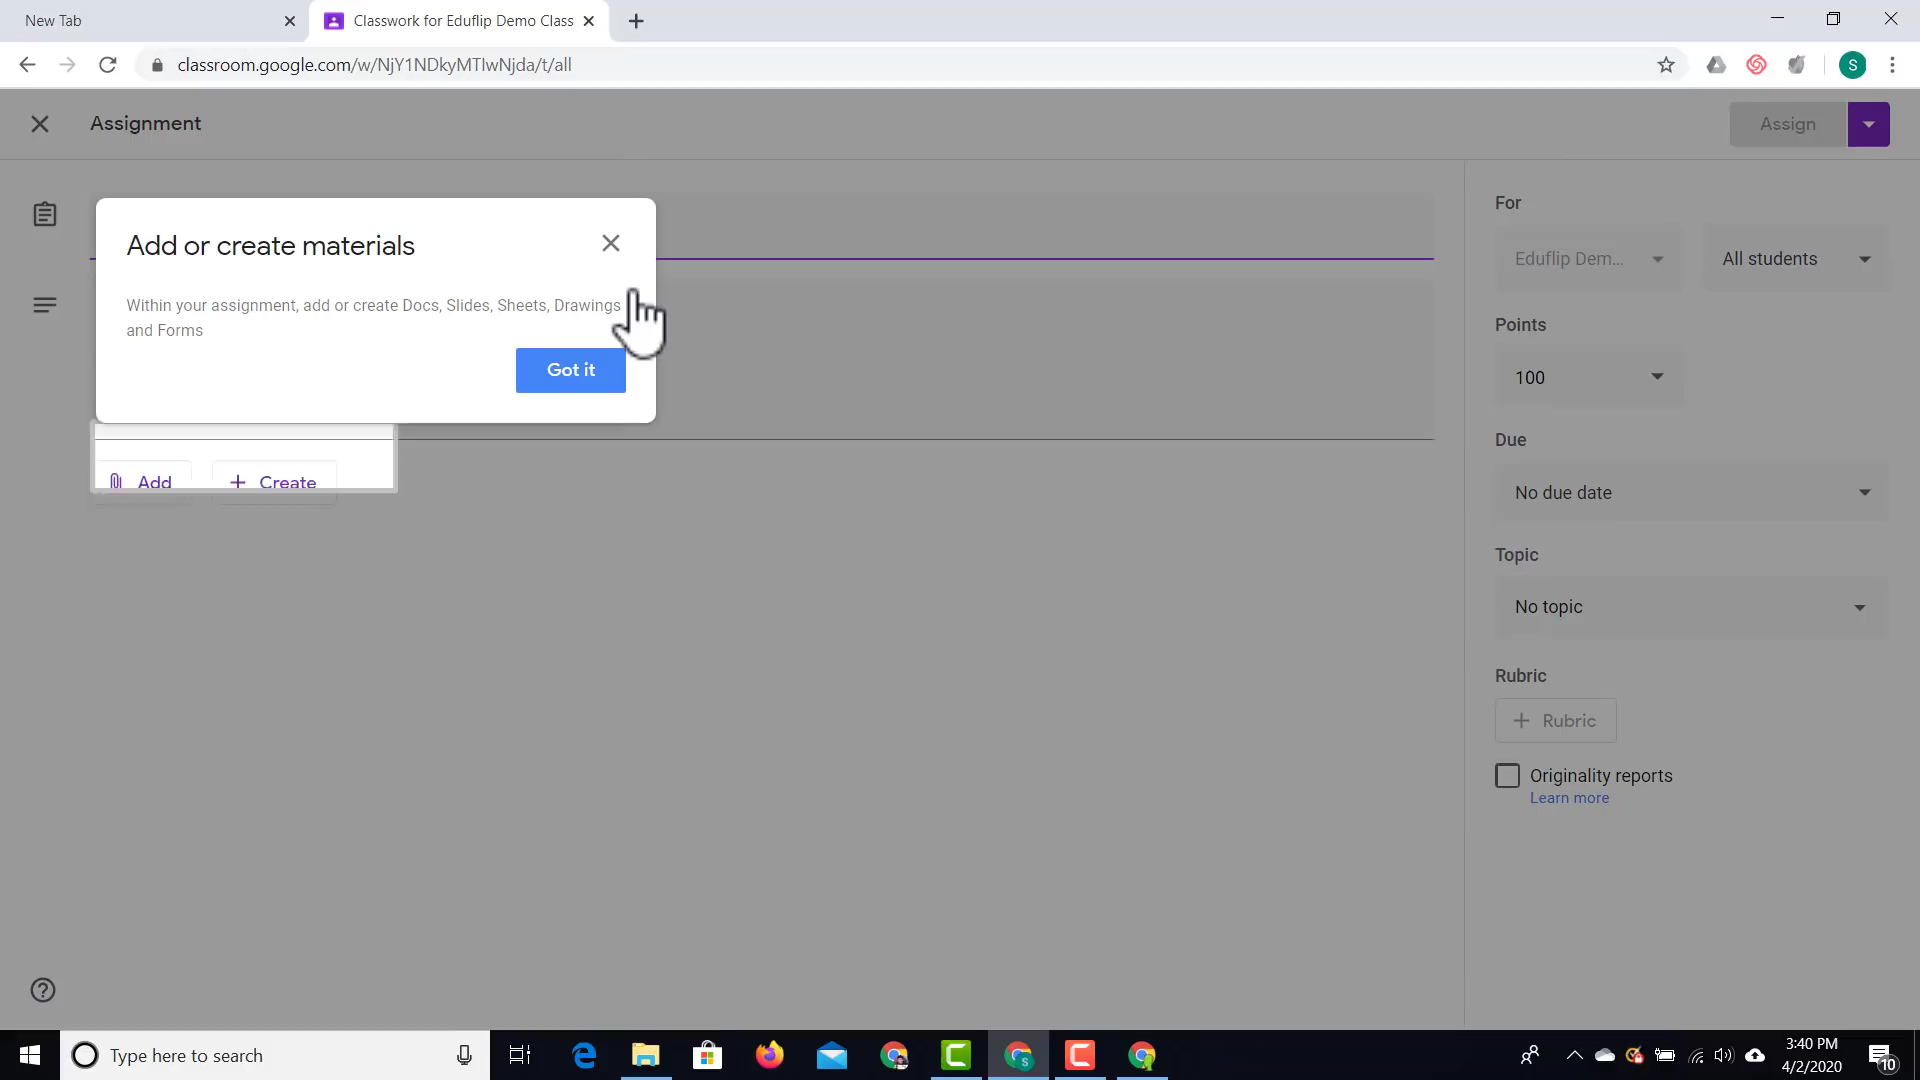 New Tab
Classwork for Eduflip Demo Class
classroom.google.com/w/NjY1NDkyMTIwNjda/t/all
S
Assignment
Assign
Add or create materials
Within your assignment, add or create Docs, Slides, Sheets, Drawings
and Forms
Got it
Add
Create
For
Eduflip Dem...
All students
Points
100
Due
No due date
Topic
No topic
Rubric
Rubric
Originality reports
Learn more
Type here to search
S
3:40 PM
4/2/2020
10